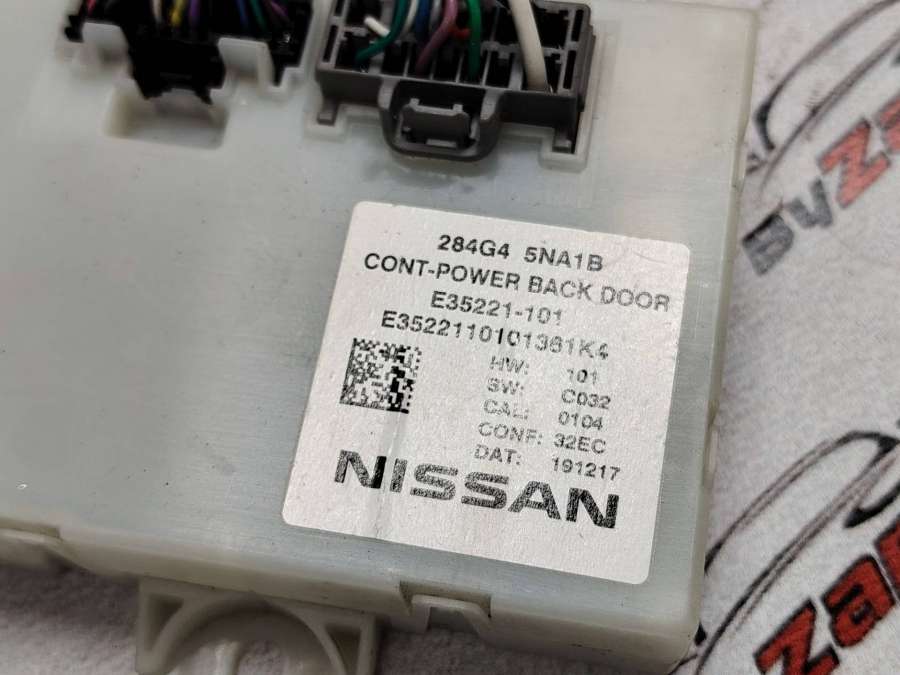 284G4 5NA1B
CONT-POWER BACK DOOR
E35221-101
E3522110101361K4
HW: 101
SW: C032
CAL: 0104
CONF: 32EC
DAT: 191217
NISSAN